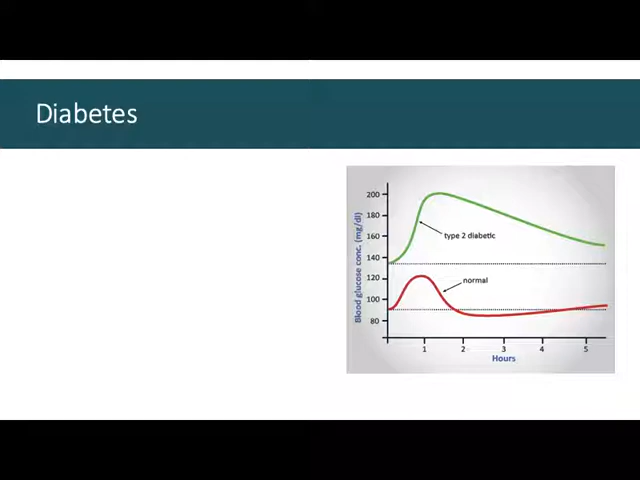 Diabetes
Blood glucose conc. (mg/dl)
200
180
160
140
120
100
80
type 2 diabetic
normal
1 2 3 4 5
Hours